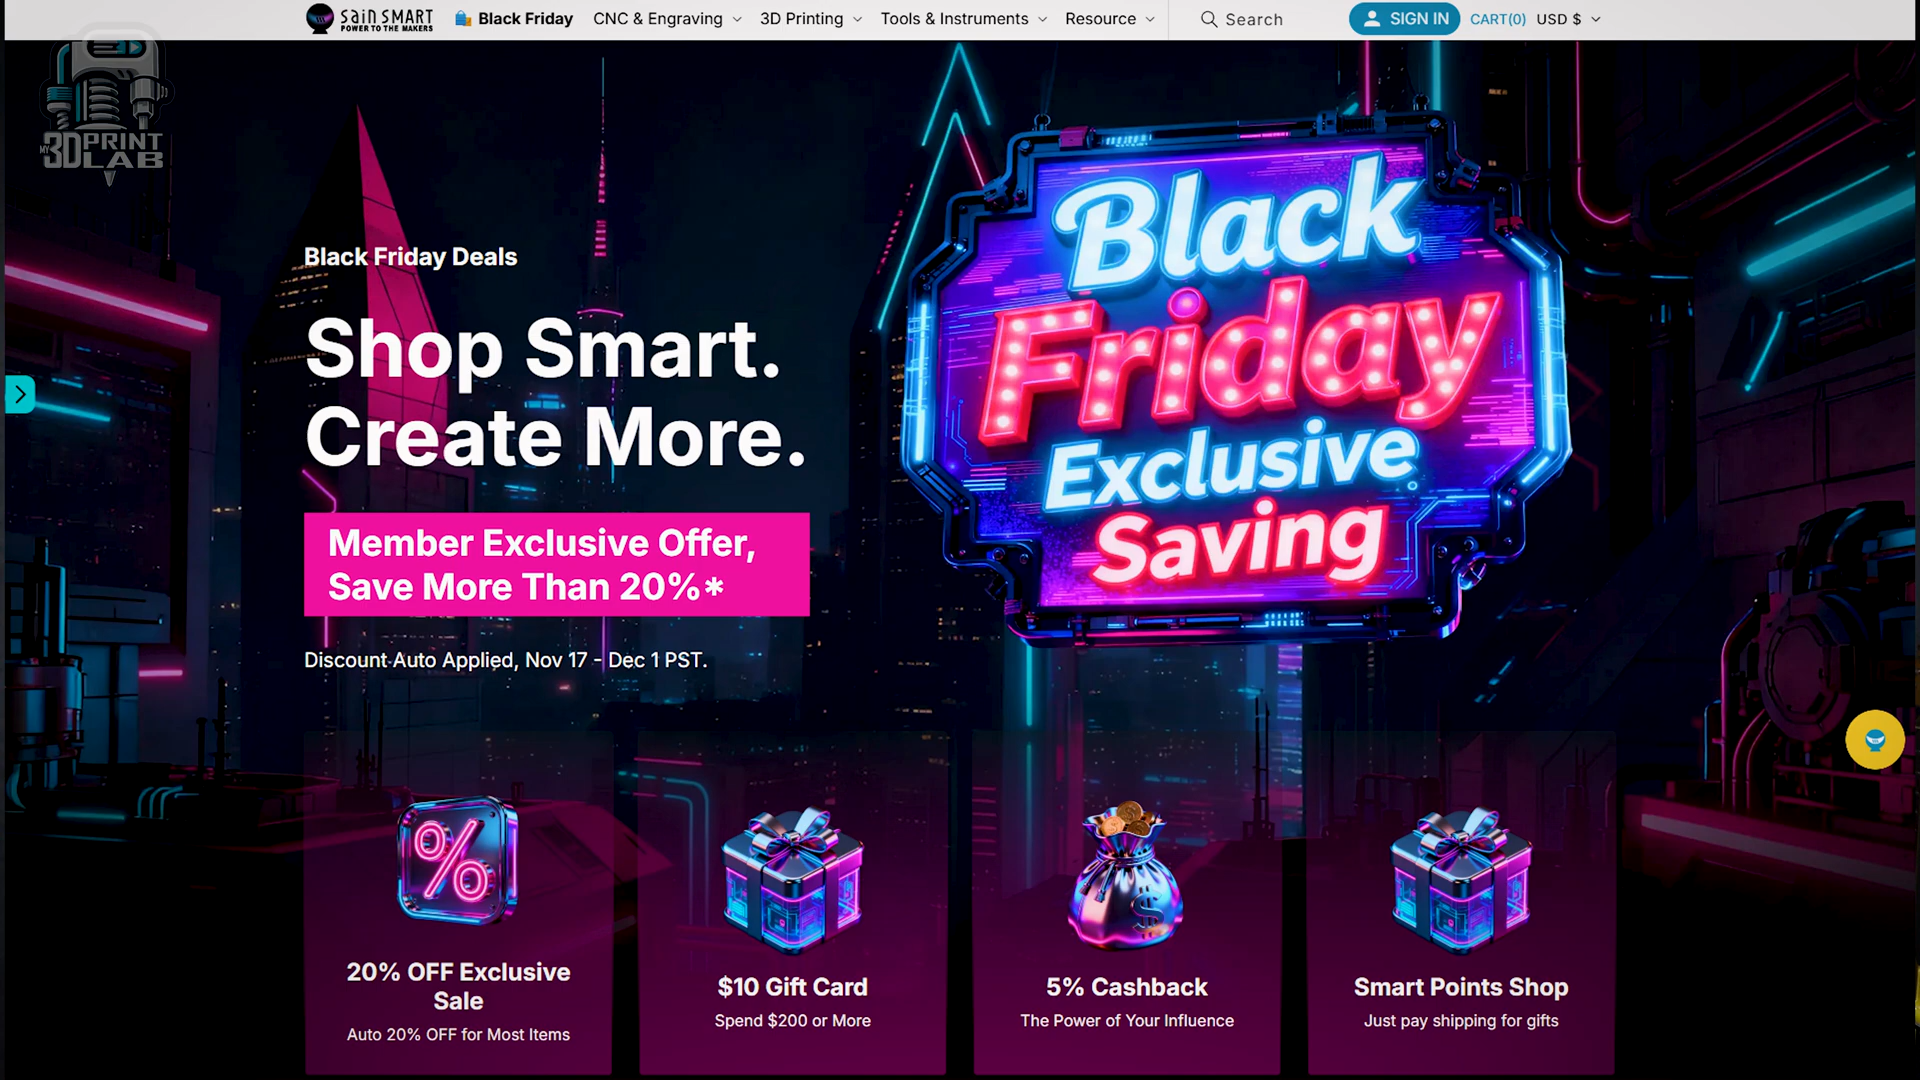 SainSmart
POWER TO THE MAKERS
Black Friday
CNC & Engraving
3D Printing
Tools & Instruments
Resource
Search
SIGN IN
CART(0)
USD $
MY
3D PRINT
LAB
Black Friday Deals
Shop Smart.
Create More.
Member Exclusive Offer,
Save More Than 20%*
Discount Auto Applied, Nov 17 - Dec 1 PST.
Black
Friday
Exclusive
Saving
%
20% OFF Exclusive
Sale
Auto 20% OFF for Most Items
$10 Gift Card
Spend $200 or More
$
5% Cashback
The Power of Your Influence
Smart Points Shop
Just pay shipping for gifts